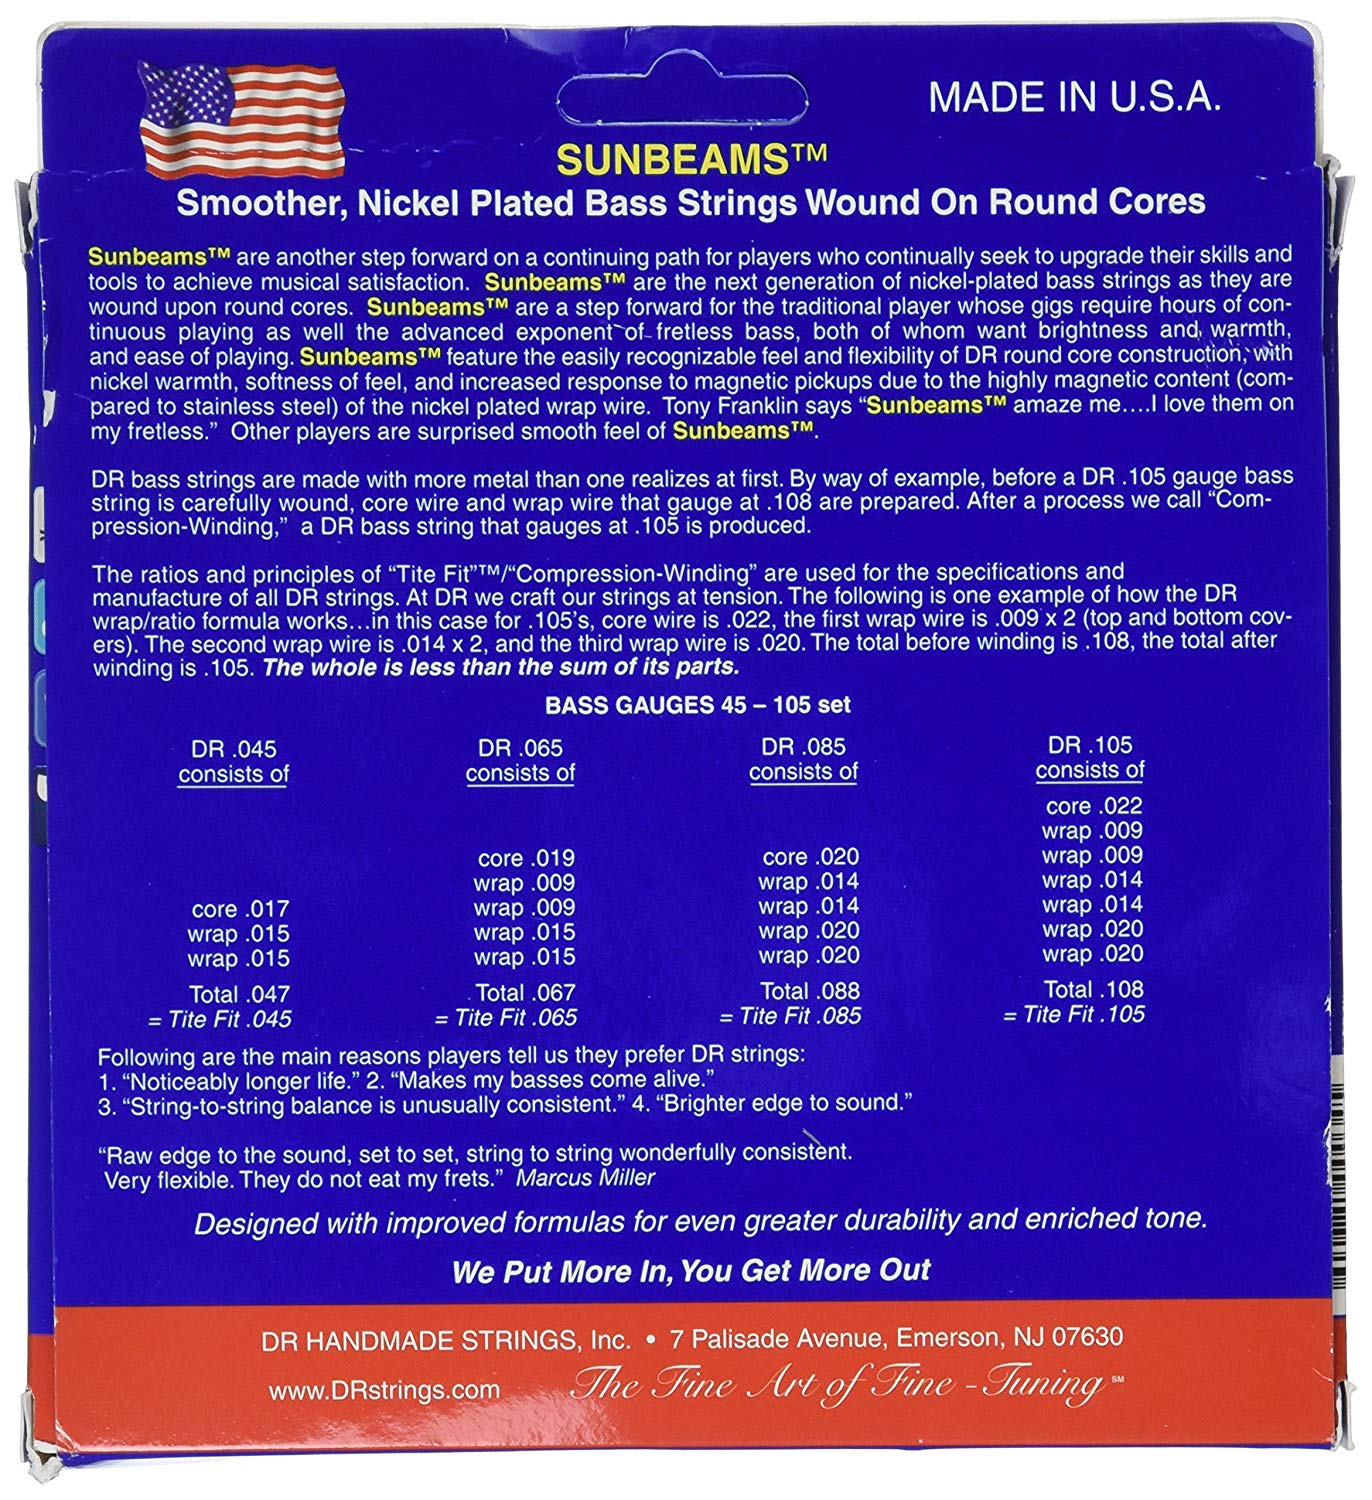 MADE IN U.S.A.
SUNBEAMS™
Smoother, Nickel Plated Bass Strings Wound On Round Cores
Sunbeams™ are another step forward on a continuing path for players who continually seek to upgrade their skills and
tools to achieve musical satisfaction. Sunbeams™ are the next generation of nickel-plated bass strings as they are
wound upon round cores. Sunbeams™ are a step forward for the traditional player whose gigs require hours of con-
tinuous playing as well the advanced exponent of fretless bass, both of whom want brightness and warmth,
and ease of playing. Sunbeams™ feature the easily recognizable feel and flexibility of DR round core construction, with
nickel warmth, softness of feel, and increased response to magnetic pickups due to the highly magnetic content (com-
pared to stainless steel) of the nickel plated wrap wire. Tony Franklin says “Sunbeams™ amaze me....I love them on
my fretless.” Other players are surprised smooth feel of Sunbeams™.
DR bass strings are made with more metal than one realizes at first. By way of example, before a DR .105 gauge bass
string is carefully wound, core wire and wrap wire that gauge at .108 are prepared. After a process we call “Com-
pression-Winding,” a DR bass string that gauges at .105 is produced.
The ratios and principles of “Tite Fit”™/“Compression-Winding” are used for the specifications and
manufacture of all DR strings. At DR we craft our strings at tension. The following is one example of how the DR
wrap/ratio formula works...in this case for .105’s, core wire is .022, the first wrap wire is .009 x 2 (top and bottom cov-
ers). The second wrap wire is .014 x 2, and the third wrap wire is .020. The total before winding is .108, the total after
winding is .105. The whole is less than the sum of its parts.
BASS GAUGES 45 – 105 set
DR .045
consists of
core .017
wrap .015
wrap .015
Total .047
= Tite Fit .045
DR .065
consists of
core .019
wrap .009
wrap .009
wrap .015
wrap .015
Total .067
= Tite Fit .065
DR .085
consists of
core .020
wrap .014
wrap .014
wrap .020
wrap .020
Total .088
= Tite Fit .085
DR .105
consists of
core .022
wrap .009
wrap .009
wrap .014
wrap .014
wrap .020
wrap .020
Total .108
= Tite Fit .105
Following are the main reasons players tell us they prefer DR strings:
1. “Noticeably longer life.” 2. “Makes my basses come alive.”
3. “String-to-string balance is unusually consistent.” 4. “Brighter edge to sound.”
“Raw edge to the sound, set to set, string to string wonderfully consistent.
Very flexible. They do not eat my frets.” Marcus Miller
Designed with improved formulas for even greater durability and enriched tone.
We Put More In, You Get More Out
DR HANDMADE STRINGS, Inc. • 7 Palisade Avenue, Emerson, NJ 07630
www.DRstrings.com The Fine Art of Fine - Tuning℠